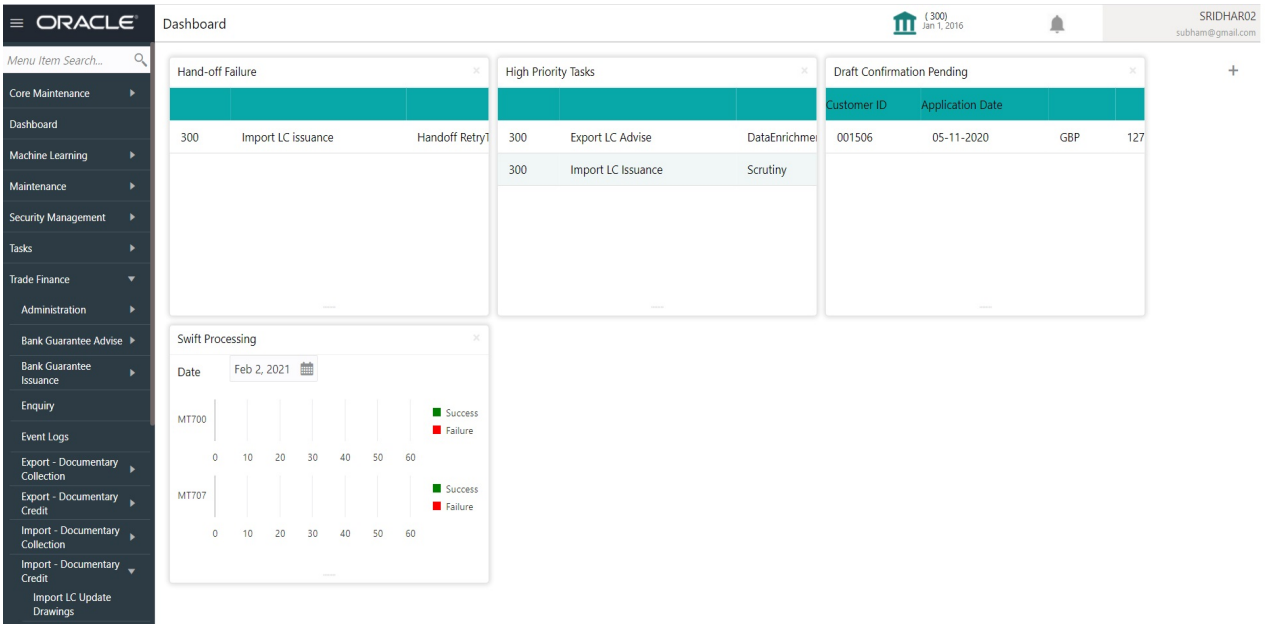 ORACLE
Dashboard
( 300)
Jan 1, 2016
SRIDHAR02
subham@gmail.com
Menu Item Search...
Core Maintenance
Dashboard
Machine Learning
Maintenance
Security Management
Tasks
Trade Finance
Administration
Bank Guarantee Advise
Bank Guarantee
Issuance
Enquiry
Event Logs
Export - Documentary
Collection
Export - Documentary
Credit
Import - Documentary
Collection
Import - Documentary
Credit
Import LC Update
Drawings
Hand-off Failure
300 Import LC issuance Handoff RetryT
High Priority Tasks
300 Export LC Advise DataEnrichme
300 Import LC Issuance Scrutiny
Draft Confirmation Pending
Customer ID Application Date
001506 05-11-2020 GBP 127
Swift Processing
Date Feb 2, 2021
MT700
Success
Failure
0 10 20 30 40 50 60
MT707
Success
Failure
0 10 20 30 40 50 60